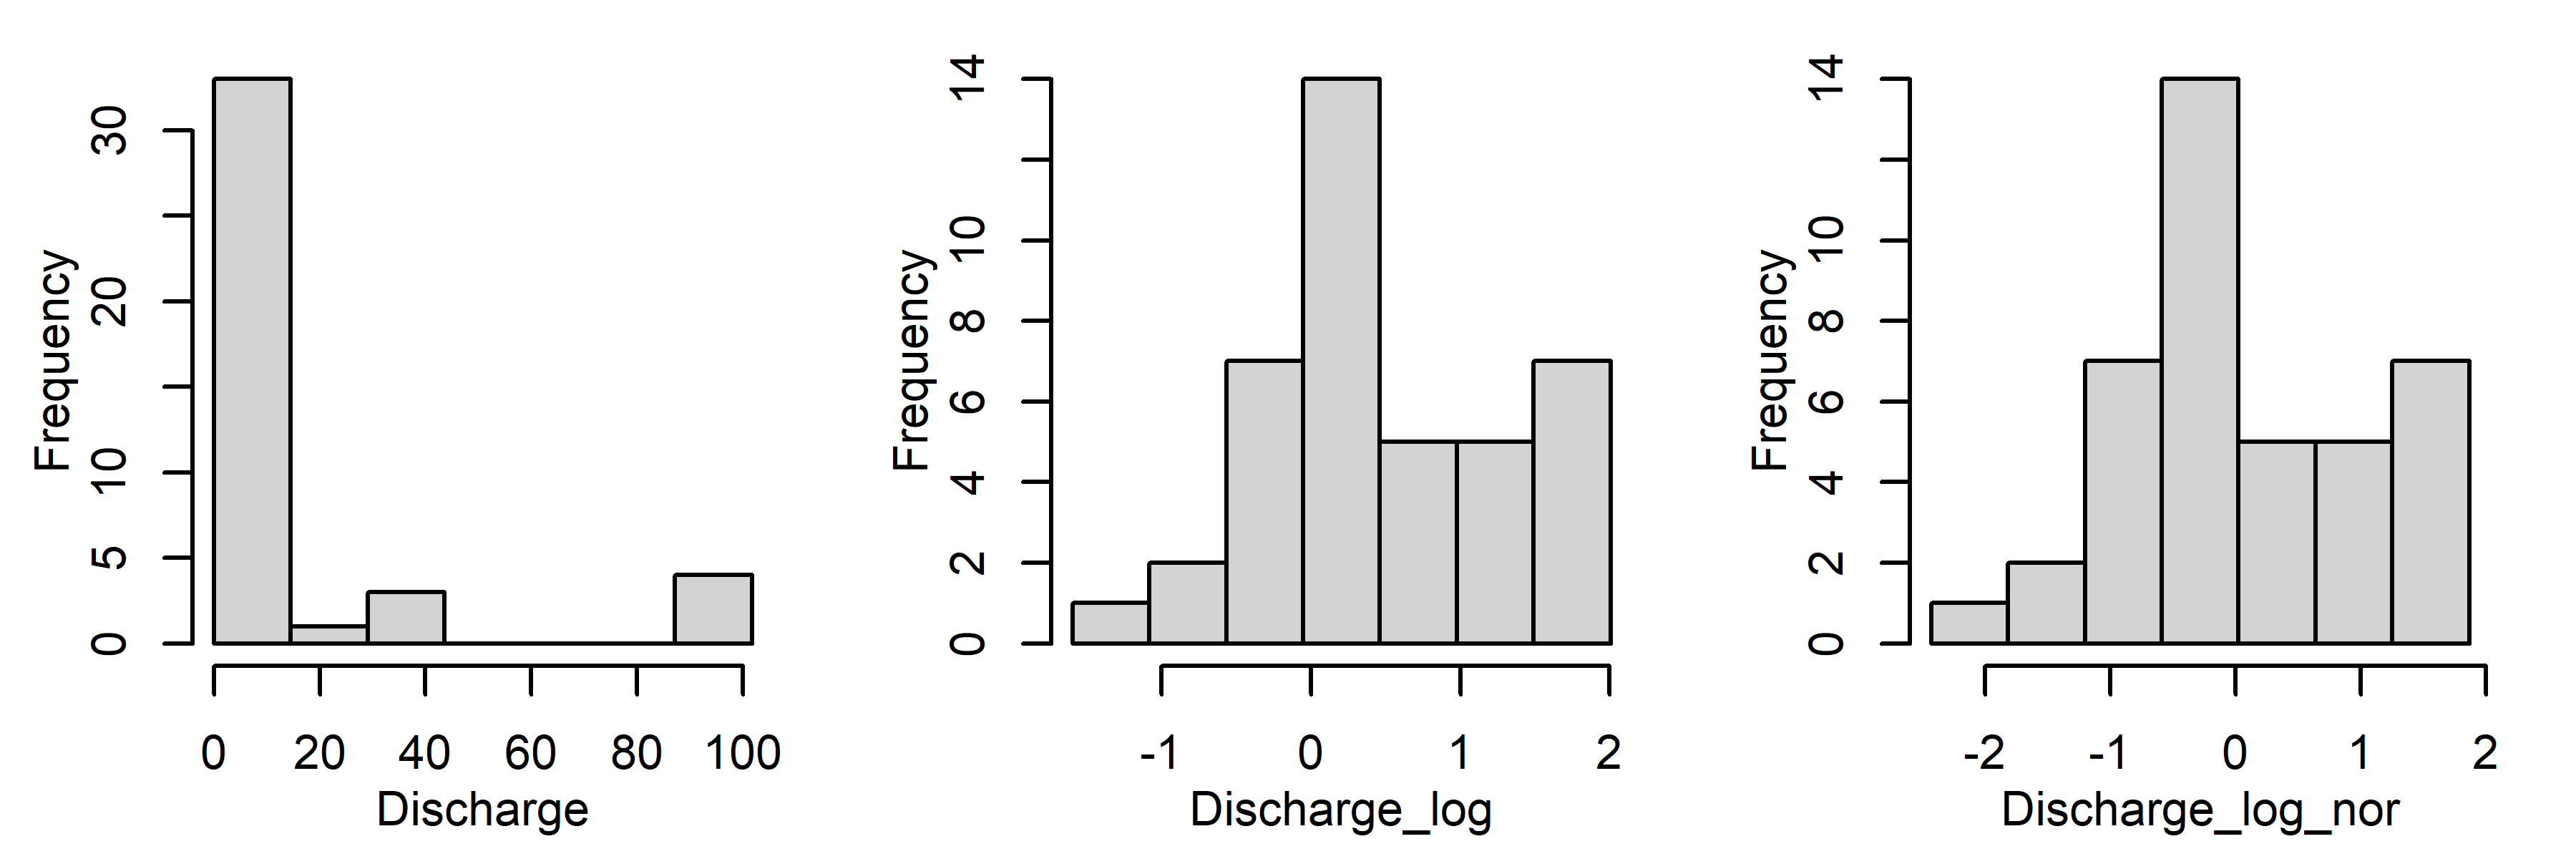 Frequency
0 5 10 20 30
0 20 40 60 80 100
Discharge
Frequency
0 2 4 6 8 10 14
-1 0 1 2
Discharge_log
Frequency
0 2 4 6 8 10 14
-2 -1 0 1 2
Discharge_log_nor